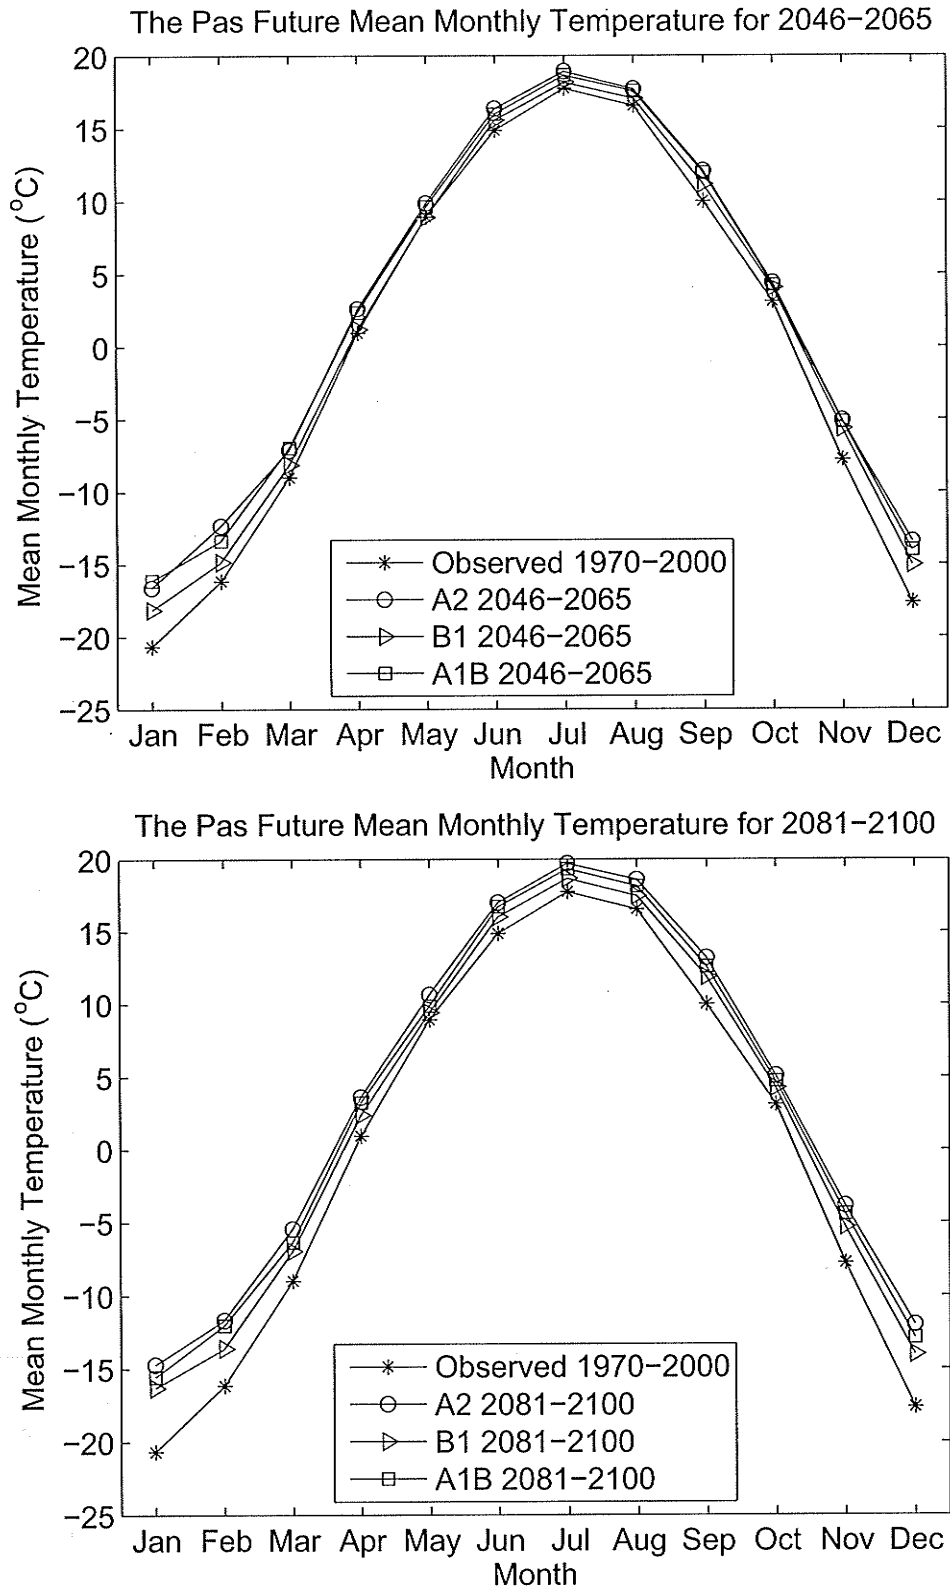 The Pas Future Mean Monthly Temperature for 2046−2065
20
15
10
5
0
−5
−10
−15
−20
−25
Mean Monthly Temperature (°C)
Observed 1970−2000
A2 2046−2065
B1 2046−2065
A1B 2046−2065
Jan Feb Mar Apr May Jun Jul Aug Sep Oct Nov Dec
Month
The Pas Future Mean Monthly Temperature for 2081−2100
20
15
10
5
0
−5
−10
−15
−20
−25
Mean Monthly Temperature (°C)
Observed 1970−2000
A2 2081−2100
B1 2081−2100
A1B 2081−2100
Jan Feb Mar Apr May Jun Jul Aug Sep Oct Nov Dec
Month